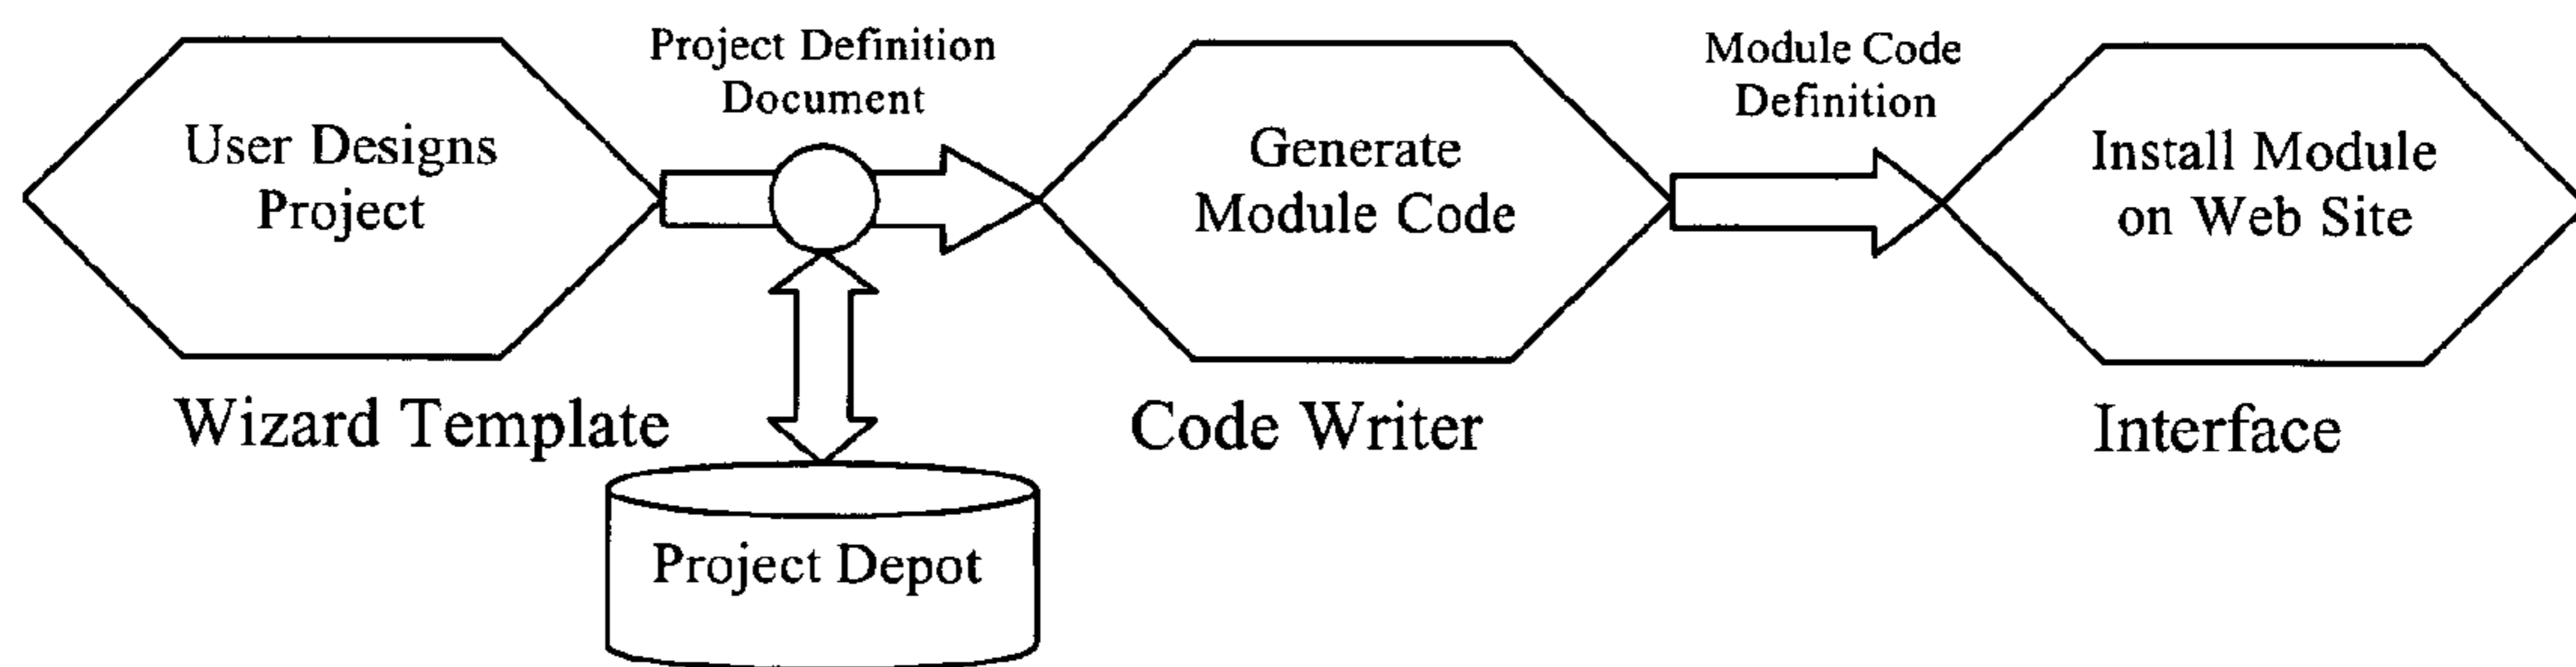 User Designs
Project
Project Definition
Document
Generate
Module Code
Module Code
Definition
Install Module
on Web Site
Wizard Template
Code Writer
Interface
Project Depot